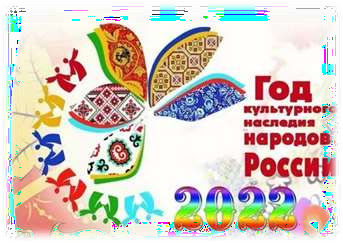 Год
культурного
наследия
народов
России
2022